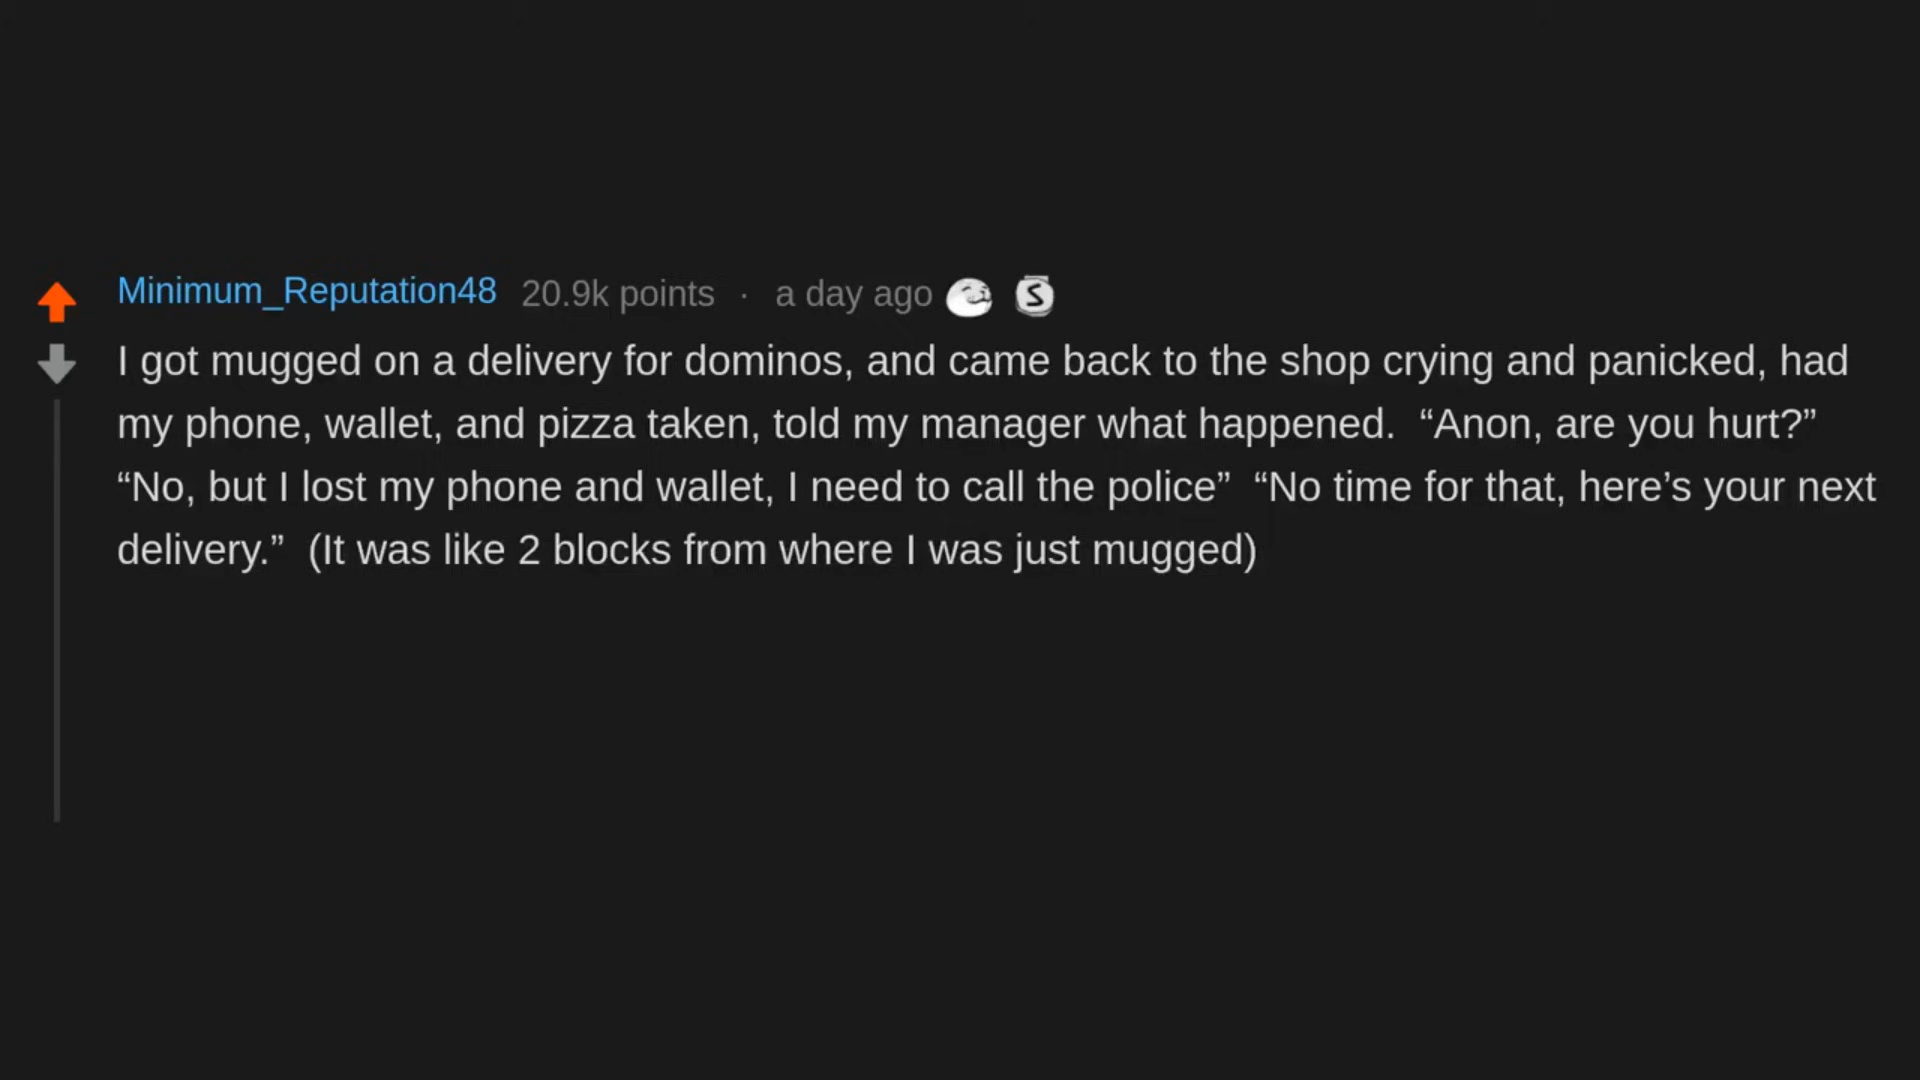 Minimum_Reputation48 20.9k points · a day ago
I got mugged on a delivery for dominos, and came back to the shop crying and panicked, had
my phone, wallet, and pizza taken, told my manager what happened.  “Anon, are you hurt?”
“No, but I lost my phone and wallet, I need to call the police”  “No time for that, here’s your next
delivery.”  (It was like 2 blocks from where I was just mugged)